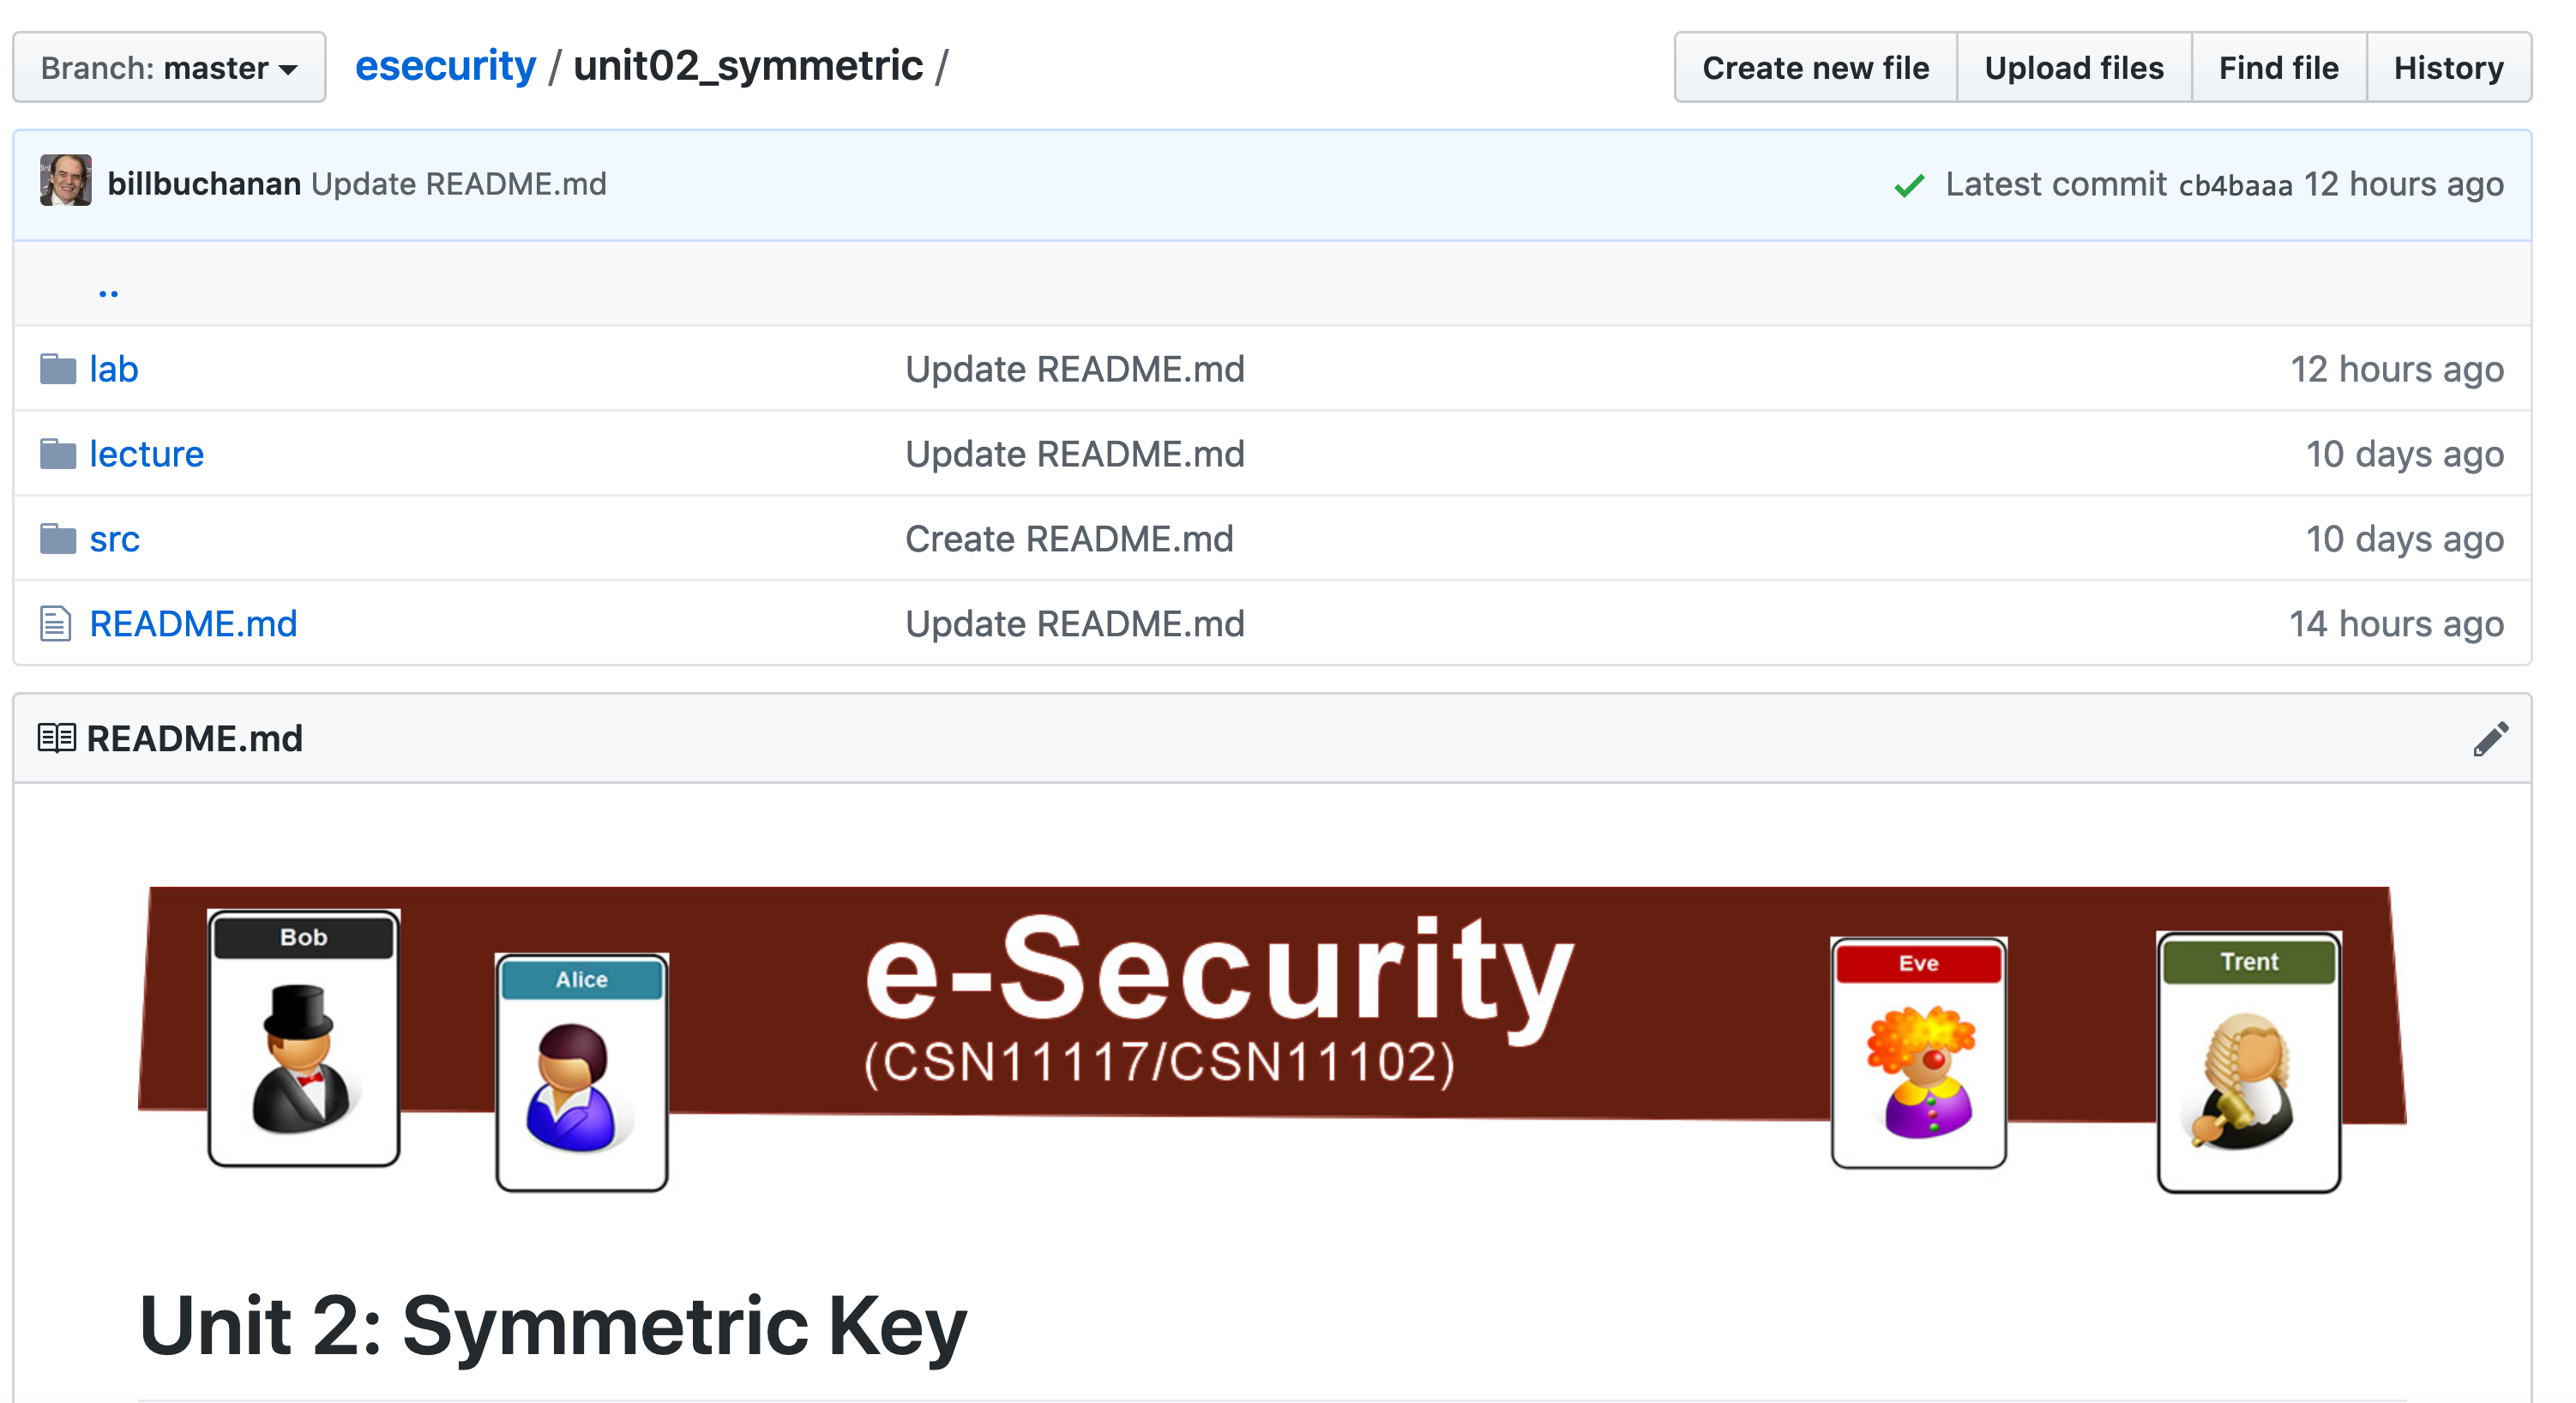 Branch: master esecurity / unit02_symmetric / Create new file Upload files Find file History
billbuchanan Update README.md Latest commit cb4baaa 12 hours ago
..
lab Update README.md 12 hours ago
lecture Update README.md 10 days ago
src Create README.md 10 days ago
README.md Update README.md 14 hours ago
README.md
Bob
Alice
e-Security
(CSN11117/CSN11102)
Eve
Trent
Unit 2: Symmetric Key